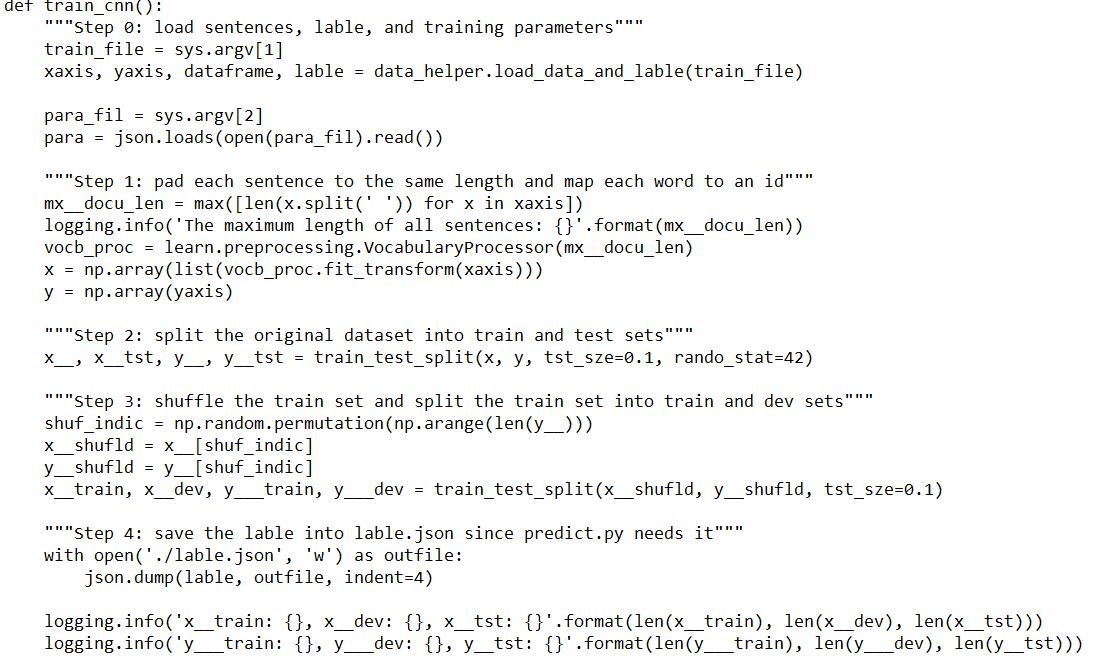 def train_cnn():
    """Step 0: load sentences, lable, and training parameters"""
    train_file = sys.argv[1]
    xaxis, yaxis, dataframe, lable = data_helper.load_data_and_lable(train_file)

    para_fil = sys.argv[2]
    para = json.loads(open(para_fil).read())

    """Step 1: pad each sentence to the same length and map each word to an id"""
    mx__docu_len = max([len(x.split(' ')) for x in xaxis])
    logging.info('The maximum length of all sentences: {}'.format(mx__docu_len))
    vocb_proc = learn.preprocessing.VocabularyProcessor(mx__docu_len)
    x = np.array(list(vocb_proc.fit_transform(xaxis)))
    y = np.array(yaxis)

    """Step 2: split the original dataset into train and test sets"""
    x__, x__tst, y__, y__tst = train_test_split(x, y, tst_sze=0.1, rando_stat=42)

    """Step 3: shuffle the train set and split the train set into train and dev sets"""
    shuf_indic = np.random.permutation(np.arange(len(y__)))
    x__shufld = x__[shuf_indic]
    y__shufld = y__[shuf_indic]
    x__train, x__dev, y___train, y___dev = train_test_split(x__shufld, y__shufld, tst_sze=0.1)

    """Step 4: save the lable into lable.json since predict.py needs it"""
    with open('./lable.json', 'w') as outfile:
        json.dump(lable, outfile, indent=4)

    logging.info('x__train: {}, x__dev: {}, x__tst: {}'.format(len(x__train), len(x__dev), len(x__tst)))
    logging.info('y___train: {}, y___dev: {}, y__tst: {}'.format(len(y___train), len(y___dev), len(y__tst)))